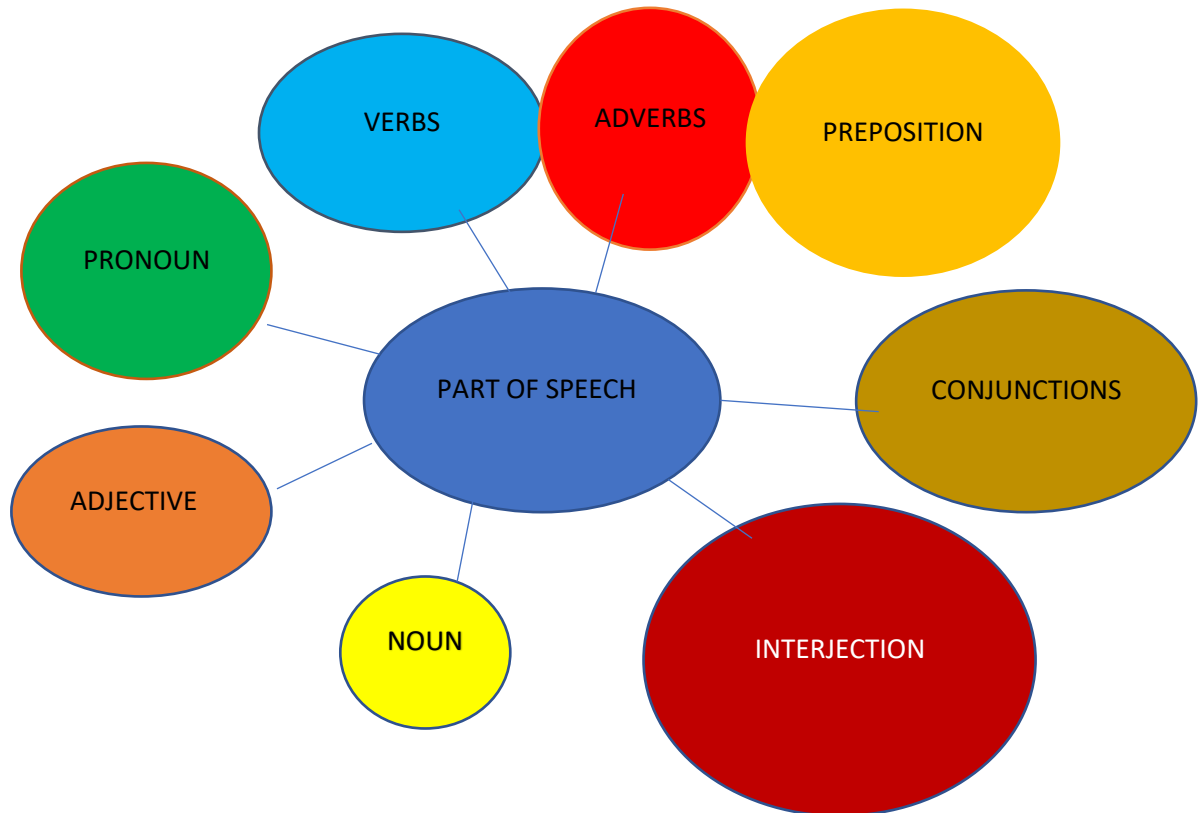 VERBS
ADVERBS
PREPOSITION
PRONOUN
PART OF SPEECH
CONJUNCTIONS
ADJECTIVE
NOUN
INTERJECTION